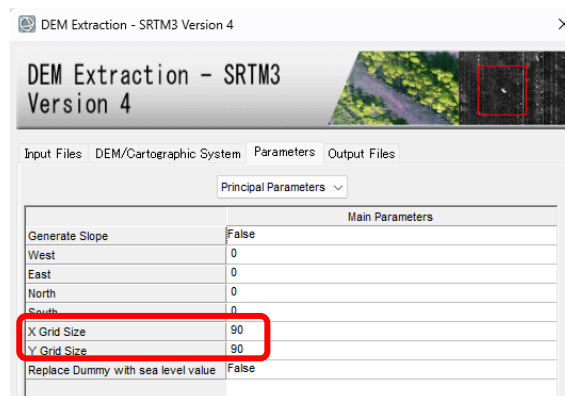 DEM Extraction - SRTM3 Version 4
DEM Extraction - SRTM3
Version 4
Input Files DEM/Cartographic System Parameters Output Files
Principal Parameters
Main Parameters
Generate Slope False
West 0
East 0
North 0
South 0
X Grid Size 90
Y Grid Size 90
Replace Dummy with sea level value False